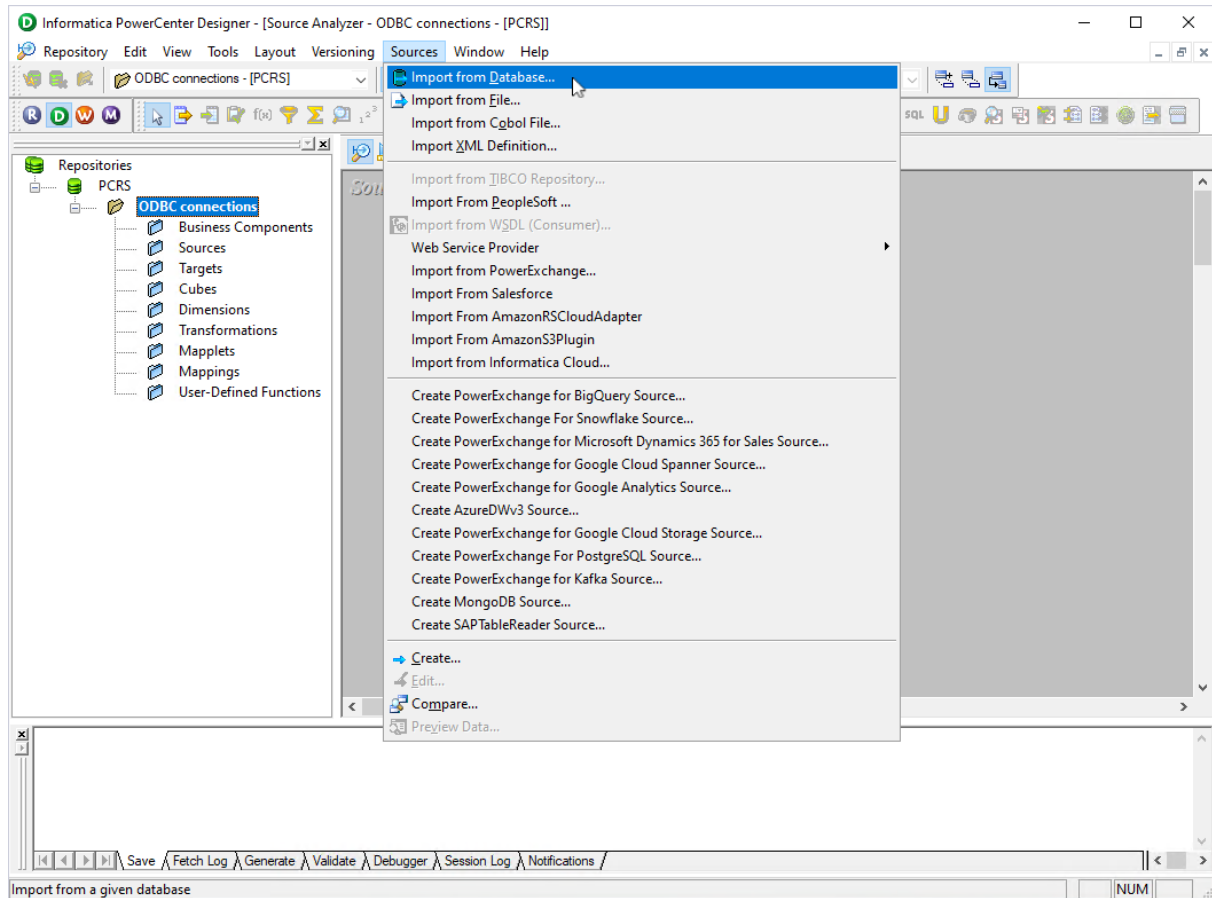 Informatica PowerCenter Designer - [Source Analyzer - ODBC connections - [PCRS]]
Repository Edit View Tools Layout Versioning Sources Window Help
ODBC connections - [PCRS]
R D W M f(x) SQL
Import from Database...
Import from File...
Import from Cobol File...
Import XML Definition...
Import from TIBCO Repository...
Import From PeopleSoft ...
Import from WSDL (Consumer)...
Web Service Provider
Import from PowerExchange...
Import From Salesforce
Import From AmazonRSCloudAdapter
Import From AmazonS3Plugin
Import from Informatica Cloud...
Create PowerExchange for BigQuery Source...
Create PowerExchange For Snowflake Source...
Create PowerExchange for Microsoft Dynamics 365 for Sales Source...
Create PowerExchange for Google Cloud Spanner Source...
Create PowerExchange for Google Analytics Source...
Create AzureDWv3 Source...
Create PowerExchange for Google Cloud Storage Source...
Create PowerExchange For PostgreSQL Source...
Create PowerExchange for Kafka Source...
Create MongoDB Source...
Create SAPTableReader Source...
Create...
Edit...
Compare...
Preview Data...
Repositories
PCRS
ODBC connections
Business Components
Sources
Targets
Cubes
Dimensions
Transformations
Mapplets
Mappings
User-Defined Functions
Save Fetch Log Generate Validate Debugger Session Log Notifications
Import from a given database
NUM